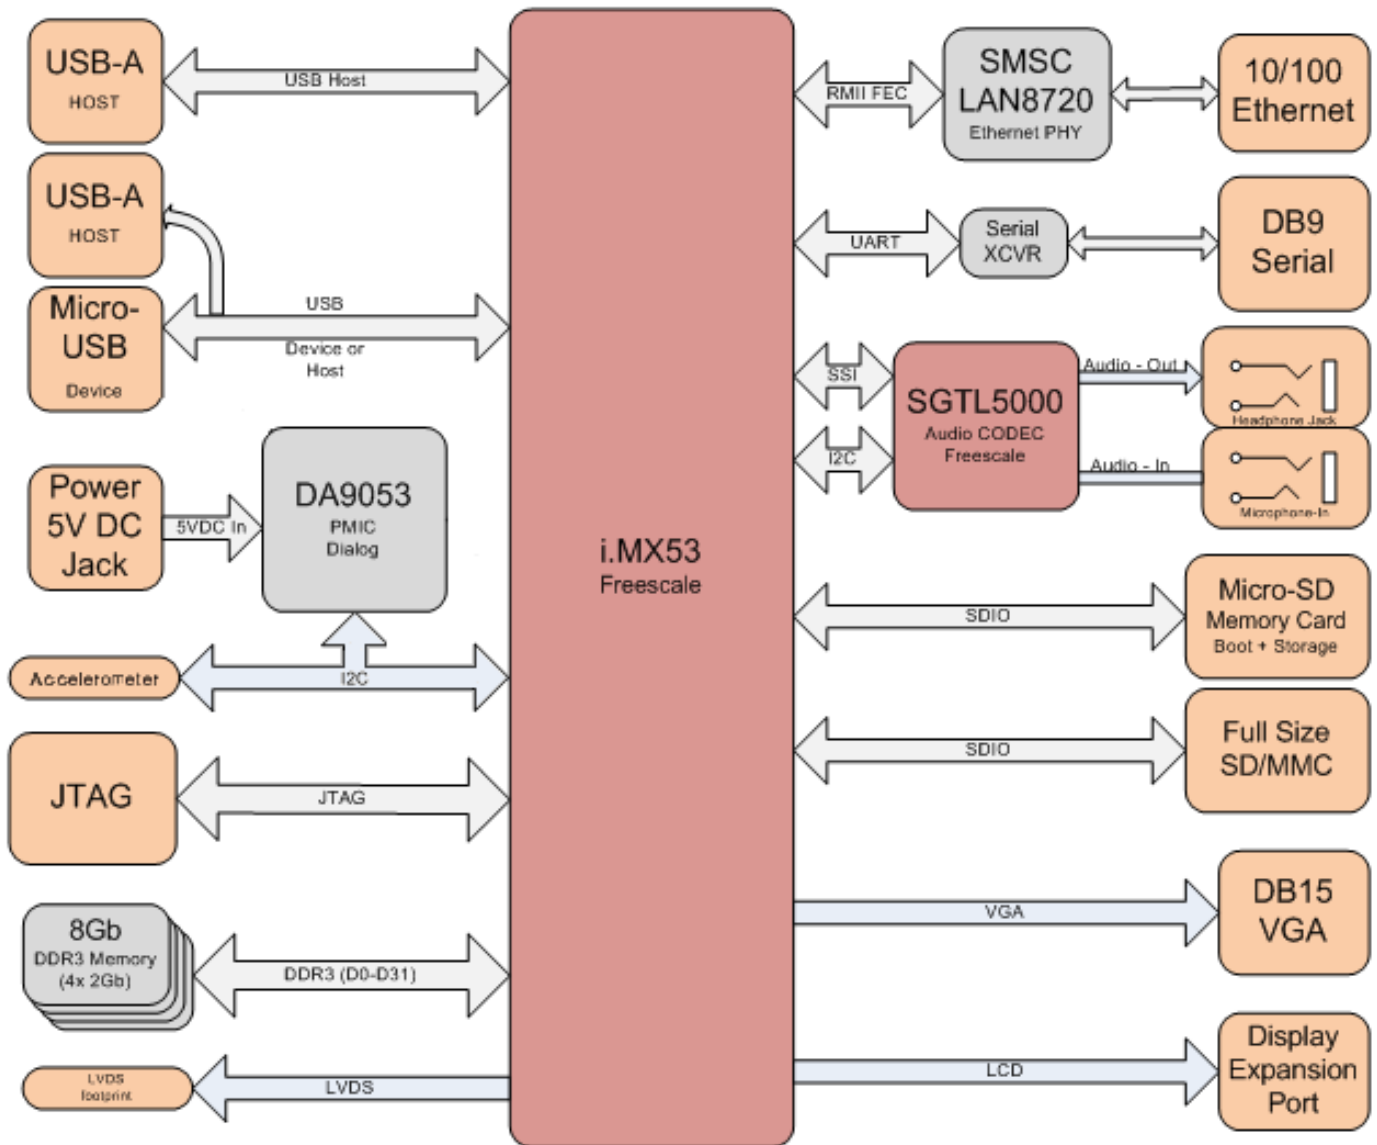 USB-A
HOST
USB Host
USB-A
HOST
Micro-
USB
Device
USB
Device or
Host
Power
5V DC
Jack
5VDC In
DA9053
PMIC
Dialog
Accelerometer
I2C
JTAG
JTAG
8Gb
DDR3 Memory
(4x 2Gb)
DDR3 (D0-D31)
LVDS
footprint
LVDS
i.MX53
Freescale
RMII FEC
SMSC
LAN8720
Ethernet PHY
10/100
Ethernet
UART
Serial
XCVR
DB9
Serial
SSI
I2C
SGTL5000
Audio CODEC
Freescale
Audio - Out
Headphone Jack
Audio - In
Microphone-In
SDIO
Micro-SD
Memory Card
Boot + Storage
SDIO
Full Size
SD/MMC
VGA
DB15
VGA
LCD
Display
Expansion
Port